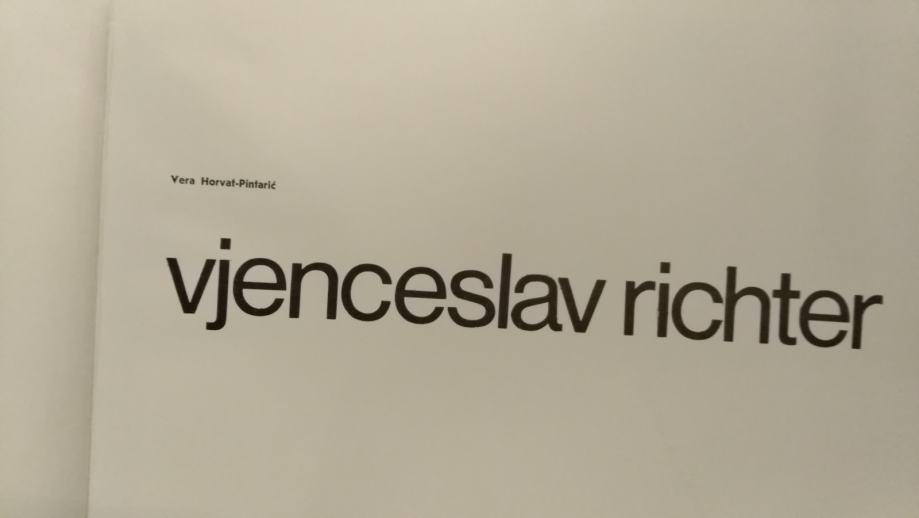 Vera Horvat-Pintarić
vjenceslav richter